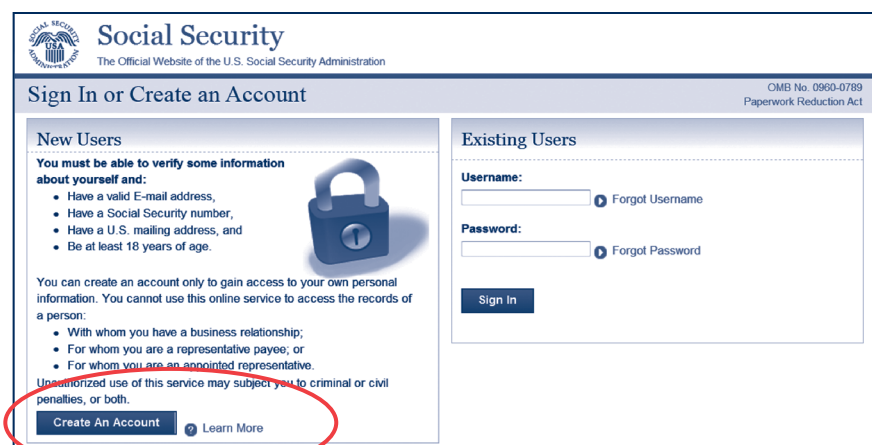 SOCIAL SECURITY
USA
ADMINISTRATION
Social Security
The Official Website of the U.S. Social Security Administration
Sign In or Create an Account
OMB No. 0960-0789
Paperwork Reduction Act
New Users
You must be able to verify some information
about yourself and:
• Have a valid E-mail address,
• Have a Social Security number,
• Have a U.S. mailing address, and
• Be at least 18 years of age.
You can create an account only to gain access to your own personal
information. You cannot use this online service to access the records of
a person:
• With whom you have a business relationship;
• For whom you are a representative payee; or
• For whom you are an appointed representative.
Unauthorized use of this service may subject you to criminal or civil
penalties, or both.
Create An Account
? Learn More
Existing Users
Username:
Forgot Username
Password:
Forgot Password
Sign In